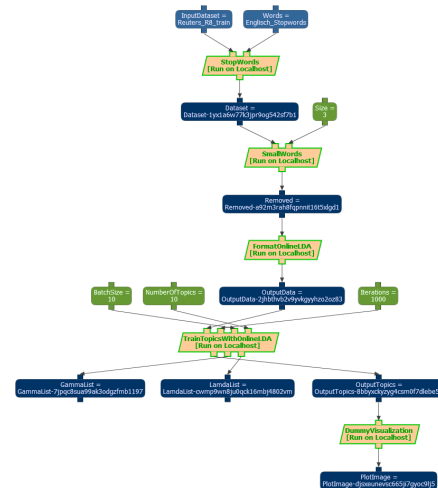 InputDataset =
Reuters_R8_train
Words =
Englisch_Stopwords
StopWords
[Run on Localhost]
Dataset =
Size =
3
SmallWords
[Run on Localhost]
Removed =
FormatOnlineLDA
[Run on Localhost]
BatchSize =
10
NumberOfTopics =
10
OutputData =
Iterations =
1000
TrainTopicsWithOnlineLDA
[Run on Localhost]
GammaList =
LamdaList =
OutputTopics =
DummyVisualization
[Run on Localhost]
PlotImage =